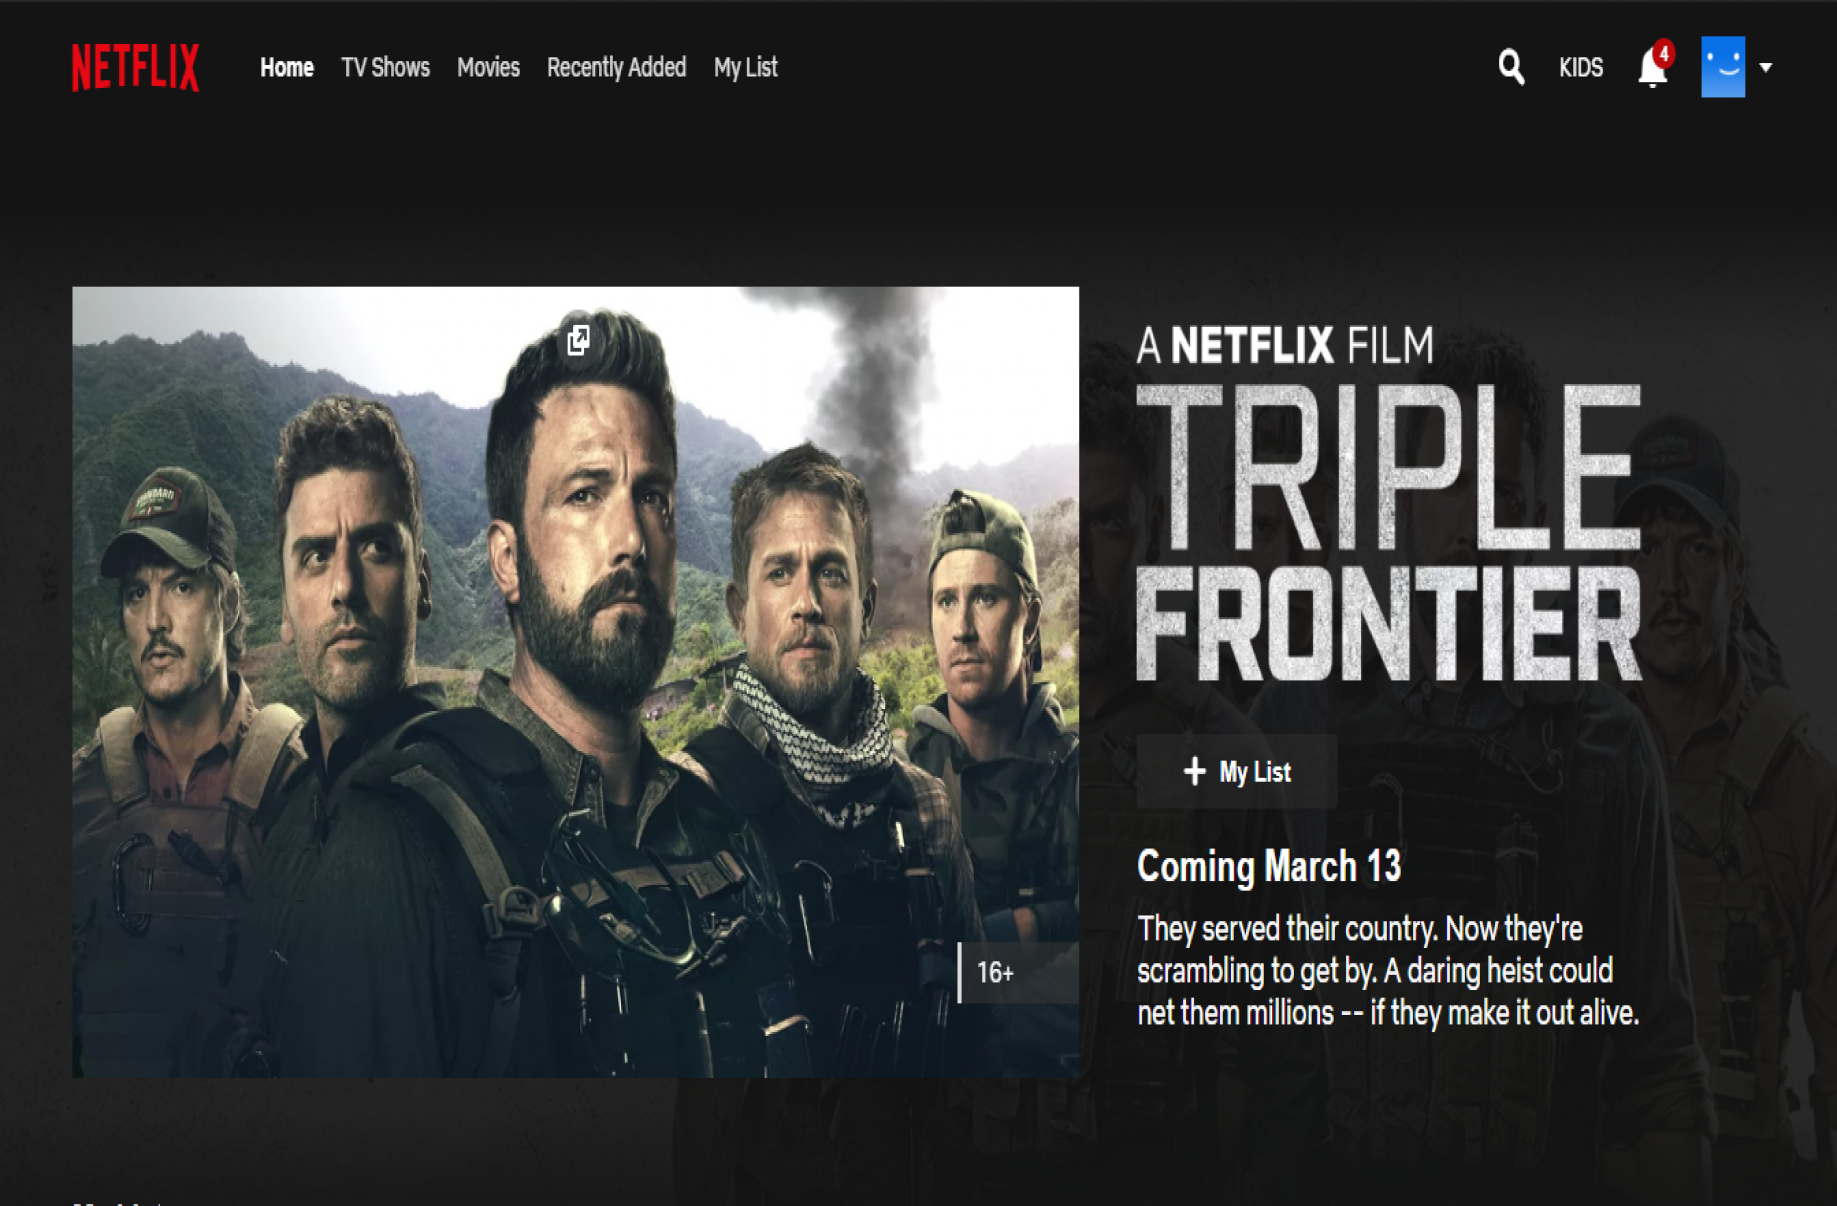 NETFLIX
Home TV Shows Movies Recently Added My List
KIDS
4
STANDARD
A NETFLIX FILM
TRIPLE
FRONTIER
+ My List
Coming March 13
They served their country. Now they're
scrambling to get by. A daring heist could
net them millions -- if they make it out alive.
16+